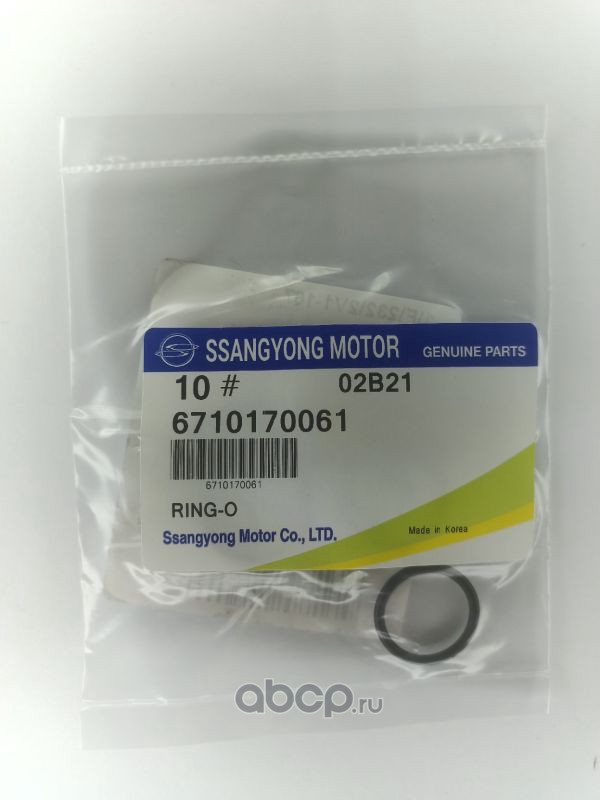 SSANGYONG MOTOR GENUINE PARTS
10 # 02B21
6710170061
6710170061
RING-O
Made in Korea
Ssangyong Motor Co., LTD.
abcp.ru